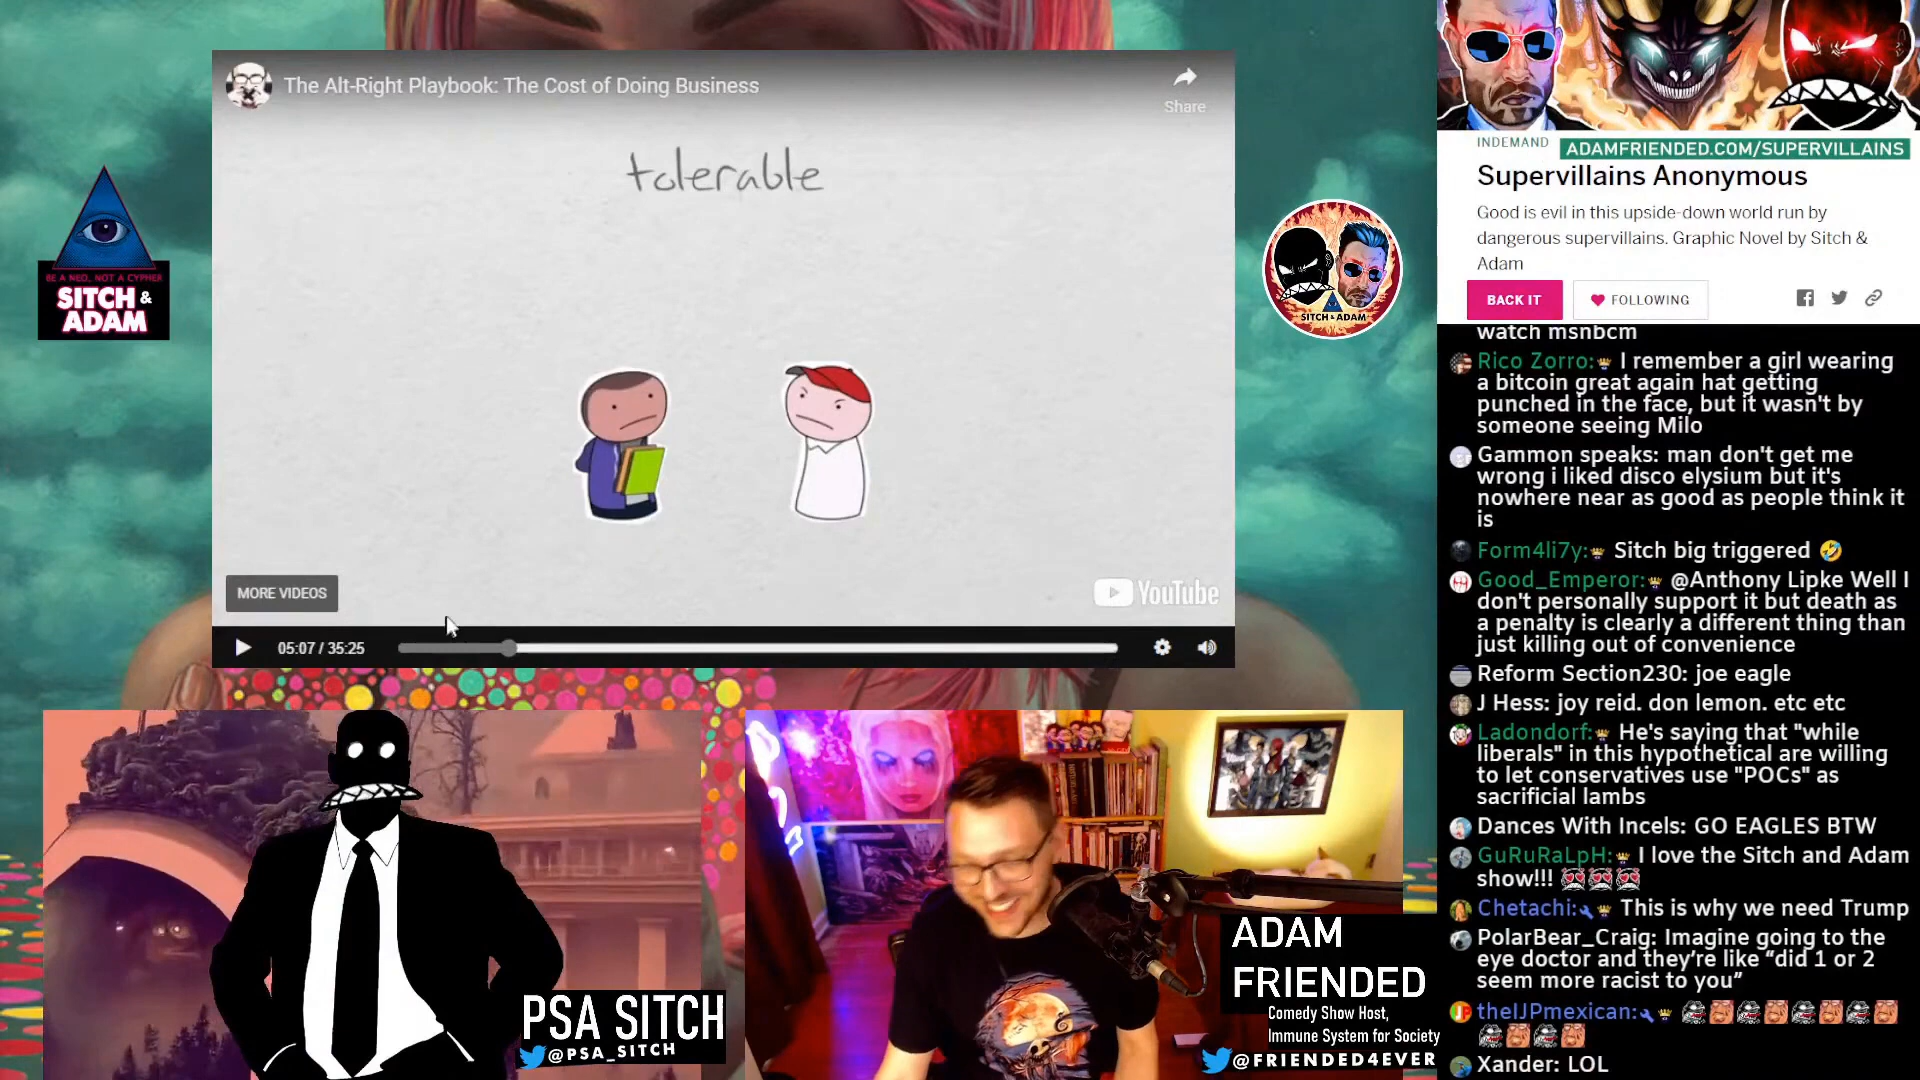 The Alt-Right Playbook: The Cost of Doing Business
Share
tolerable
MORE VIDEOS
YouTube
05:07 / 35:25
BE A NEO, NOT A CYPHER
SITCH &
ADAM
SITCH & ADAM
INDEMAND
ADAMFRIENDED.COM/SUPERVILLAINS
Supervillains Anonymous
Good is evil in this upside-down world run by
dangerous supervillains. Graphic Novel by Sitch &
Adam
BACK IT
FOLLOWING
watch msnbcm
Rico Zorro: I remember a girl wearing
a bitcoin great again hat getting
punched in the face, but it wasn't by
someone seeing Milo
Gammon speaks: man don't get me
wrong i liked disco elysium but it's
nowhere near as good as people think it
is
Form4li7y: Sitch big triggered 🤣
Good_Emperor: @Anthony Lipke Well I
don't personally support it but death as
a penalty is clearly a different thing than
just killing out of convenience
Reform Section230: joe eagle
J Hess: joy reid. don lemon. etc etc
Ladondorf: He's saying that "while
liberals" in this hypothetical are willing
to let conservatives use "POCs" as
sacrificial lambs
Dances With Incels: GO EAGLES BTW
GuRuRaLpH: I love the Sitch and Adam
show!!!
Chetachi: This is why we need Trump
PolarBear_Craig: Imagine going to the
eye doctor and they're like "did 1 or 2
seem more racist to you"
theIJPmexican:
Xander: LOL
PSA SITCH
@PSA_SITCH
ADAM
FRIENDED
Comedy Show Host,
Immune System for Society
@FRIENDED4EVER